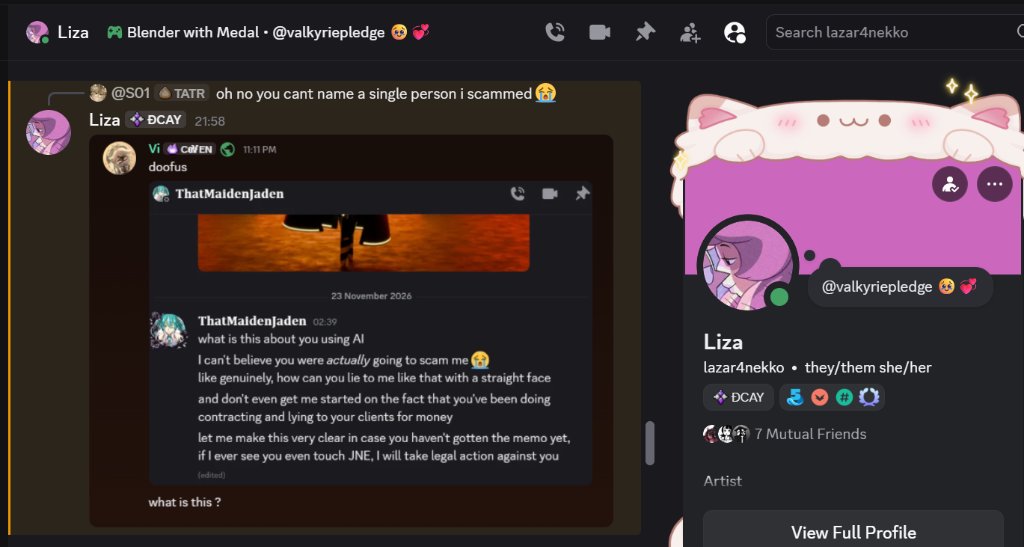 Liza Blender with Medal • @valkyriepledge 🥺 💞
Search lazar4nekko
@S01 TATR oh no you cant name a single person i scammed 😭
Liza ĐCAY 21:58
Vi 11:11 PM
doofus
ThatMaidenJaden
23 November 2026
ThatMaidenJaden 02:39
what is this about you using AI
I can't believe you were actually going to scam me 😭
like genuinely, how can you lie to me like that with a straight face
and don't even get me started on the fact that you've been doing
contracting and lying to your clients for money
let me make this very clear in case you haven't gotten the memo yet,
if I ever see you even touch JNE, I will take legal action against you
(edited)
what is this ?
@valkyriepledge 🥺 💞
Liza
lazar4nekko • they/them she/her
ĐCAY
7 Mutual Friends
Artist
View Full Profile